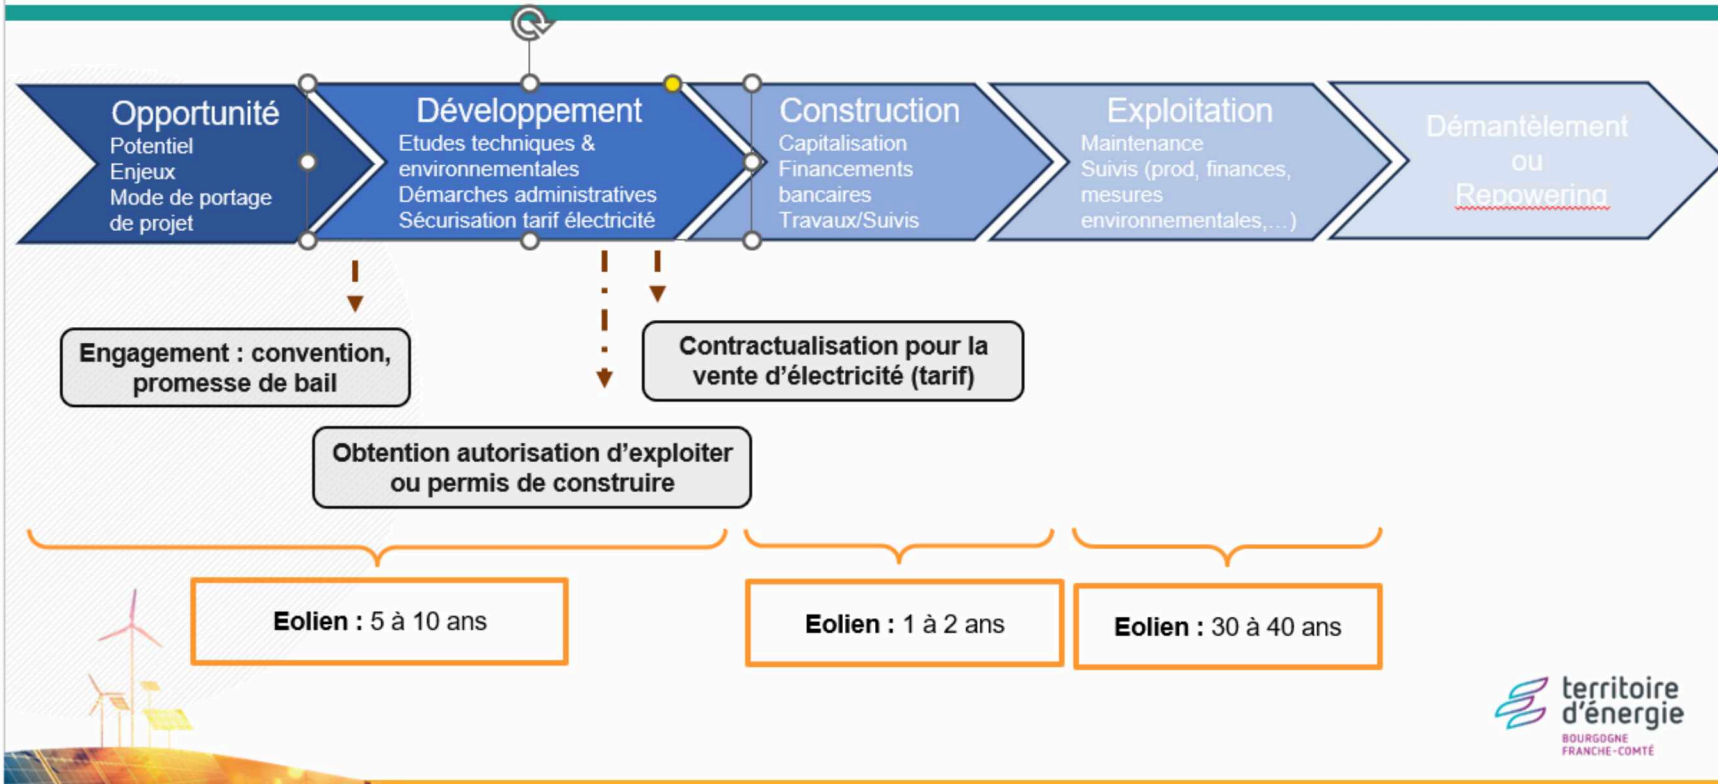 Opportunité
Potentiel
Enjeux
Mode de portage
de projet
Développement
Etudes techniques &
environnementales
Démarches administratives
Sécurisation tarif électricité
Construction
Capitalisation
Financements
bancaires
Travaux/Suivis
Exploitation
Maintenance
Suivis (prod, finances,
mesures
environnementales,...)
Démantèlement
ou
Repowering
Engagement : convention,
promesse de bail
Contractualisation pour la
vente d’électricité (tarif)
Obtention autorisation d’exploiter
ou permis de construire
Eolien : 5 à 10 ans
Eolien : 1 à 2 ans
Eolien : 30 à 40 ans
territoire
d'énergie
BOURGOGNE
FRANCHE-COMTÉ